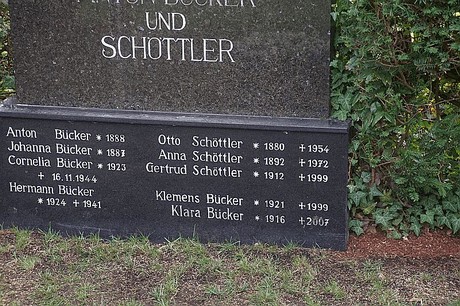 ANTON BÜCKER
UND
SCHÖTTLER
Anton Bücker * 1888
Johanna Bücker * 1887
Cornelia Bücker * 1923
+ 16.11.1944
Hermann Bücker
* 1924 + 1941
Otto Schöttler * 1880 + 1954
Anna Schöttler * 1892 + 1972
Gertrud Schöttler * 1912 + 1999
Klemens Bücker * 1921 + 1999
Klara Bücker * 1916 + 2007